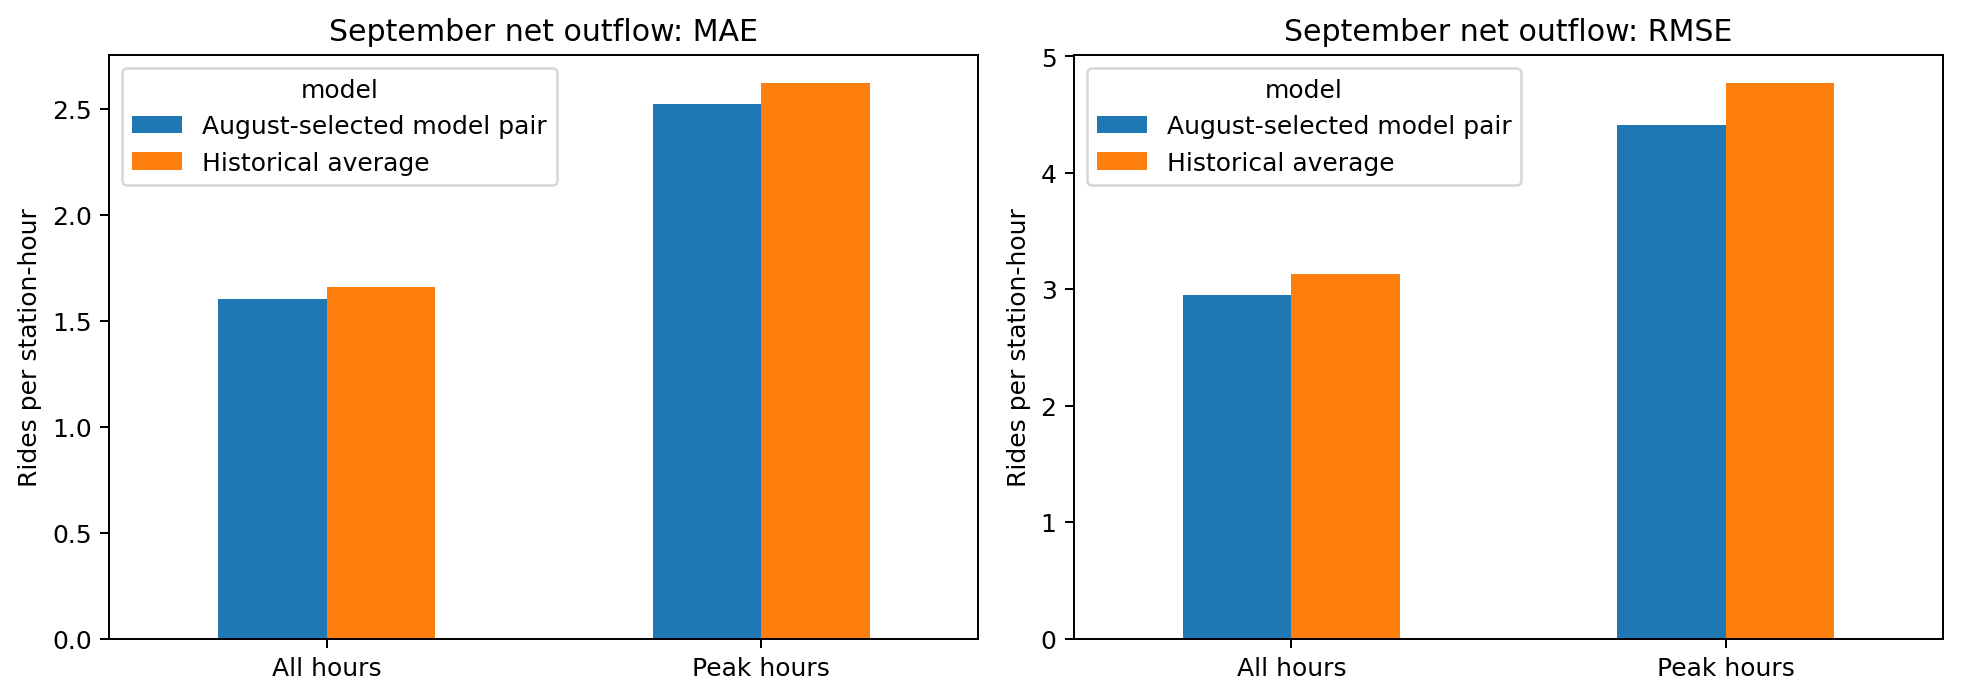 September net outflow: MAE
model
August-selected model pair
Historical average
Rides per station-hour
2.5
2.0
1.5
1.0
0.5
0.0
All hours
Peak hours
September net outflow: RMSE
model
August-selected model pair
Historical average
Rides per station-hour
5
4
3
2
1
0
All hours
Peak hours